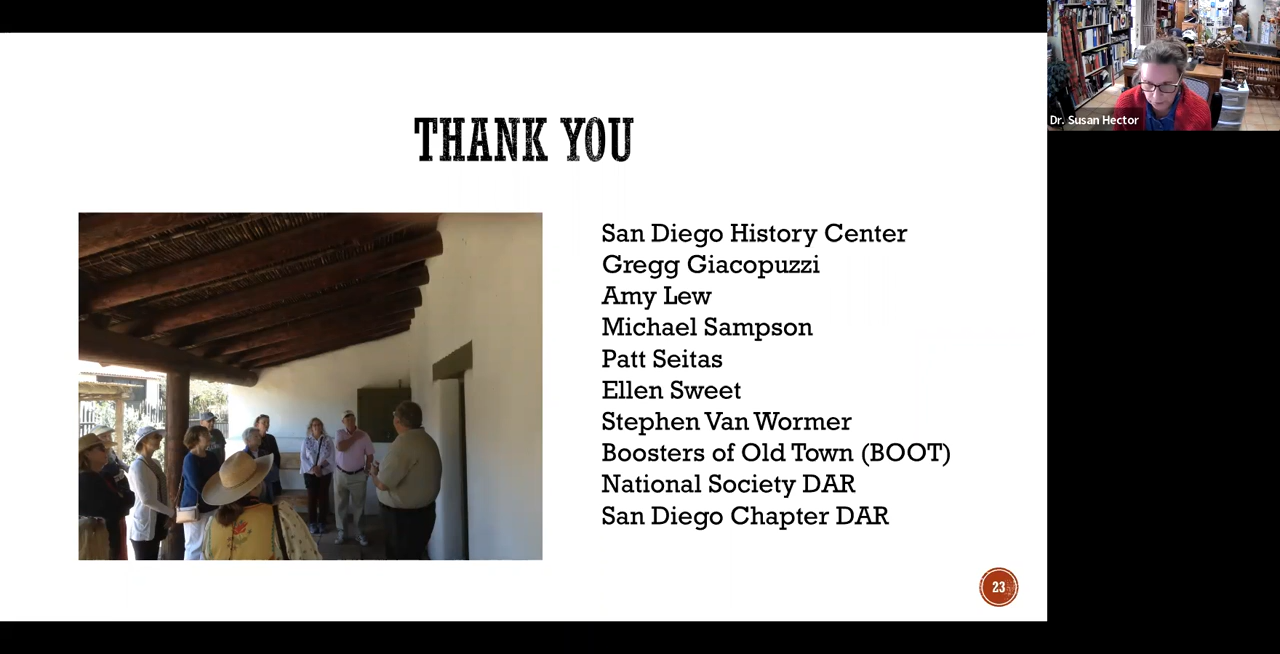 THANK YOU
San Diego History Center
Gregg Giacopuzzi
Amy Lew
Michael Sampson
Patt Seitas
Ellen Sweet
Stephen Van Wormer
Boosters of Old Town (BOOT)
National Society DAR
San Diego Chapter DAR
23
Dr. Susan Hector